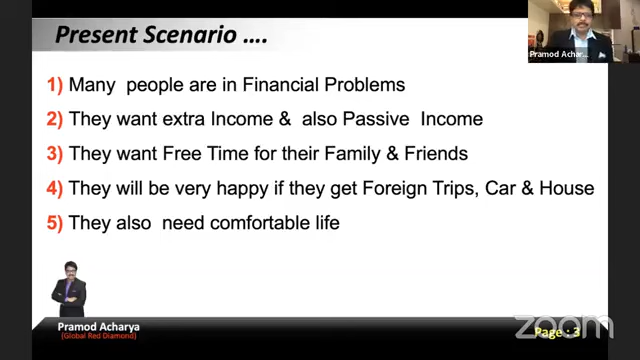 Present Scenario ....
Pramod Achar...
1) Many people are in Financial Problems
2) They want extra Income & also Passive Income
3) They want Free Time for their Family & Friends
4) They will be very happy if they get Foreign Trips, Car & House
5) They also need comfortable life
Pramod Acharya
(Global Red Diamond)
zoom
Page : 3